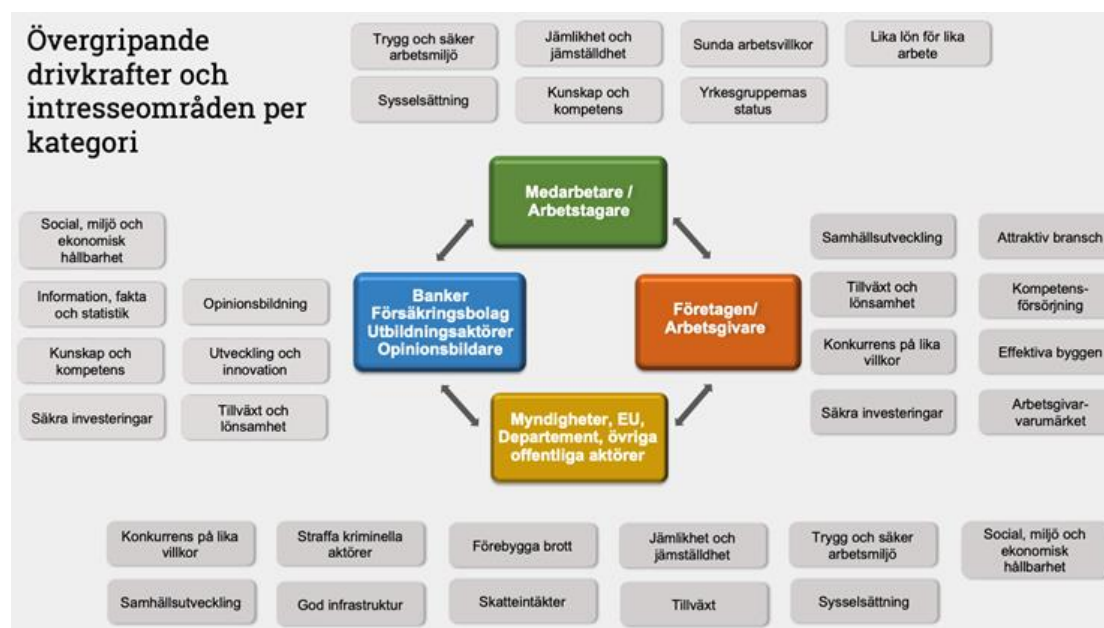 Övergripande
drivkrafter och
intresseområden per
kategori
Trygg och säker
arbetsmiljö
Jämlikhet och
jämställdhet
Sunda arbetsvillkor
Lika lön för lika
arbete
Sysselsättning
Kunskap och
kompetens
Yrkesgruppernas
status
Medarbetare /
Arbetstagare
Social, miljö och
ekonomisk
hållbarhet
Information, fakta
och statistik
Opinionsbildning
Kunskap och
kompetens
Utveckling och
innovation
Säkra investeringar
Tillväxt och
lönsamhet
Banker
Försäkringsbolag
Utbildningsaktörer
Opinionsbildare
Företagen/
Arbetsgivare
Samhällsutveckling
Attraktiv bransch
Tillväxt och
lönsamhet
Kompetens-
försörjning
Konkurrens på lika
villkor
Effektiva byggen
Säkra investeringar
Arbetsgivar-
varumärket
Myndigheter, EU,
Departement, övriga
offentliga aktörer
Konkurrens på lika
villkor
Straffa kriminella
aktörer
Förebygga brott
Jämlikhet och
jämställdhet
Trygg och säker
arbetsmiljö
Social, miljö och
ekonomisk
hållbarhet
Samhällsutveckling
God infrastruktur
Skatteintäkter
Tillväxt
Sysselsättning